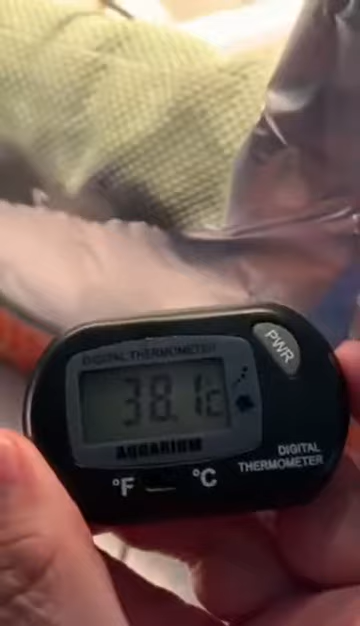 PWR
DIGITAL THERMOMETER
38.1°C
AQUARIUM
°F °C
DIGITAL
THERMOMETER